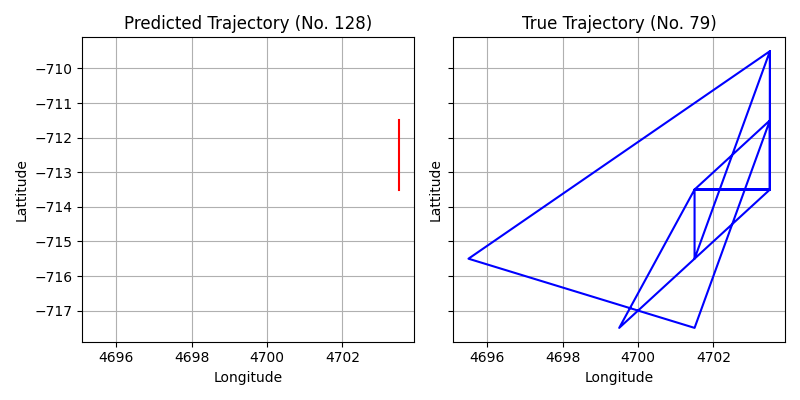 Predicted Trajectory (No. 128)
True Trajectory (No. 79)
−710
−711
−712
−713
−714
−715
−716
−717
Lattitude
Lattitude
4696 4698 4700 4702
4696 4698 4700 4702
Longitude
Longitude